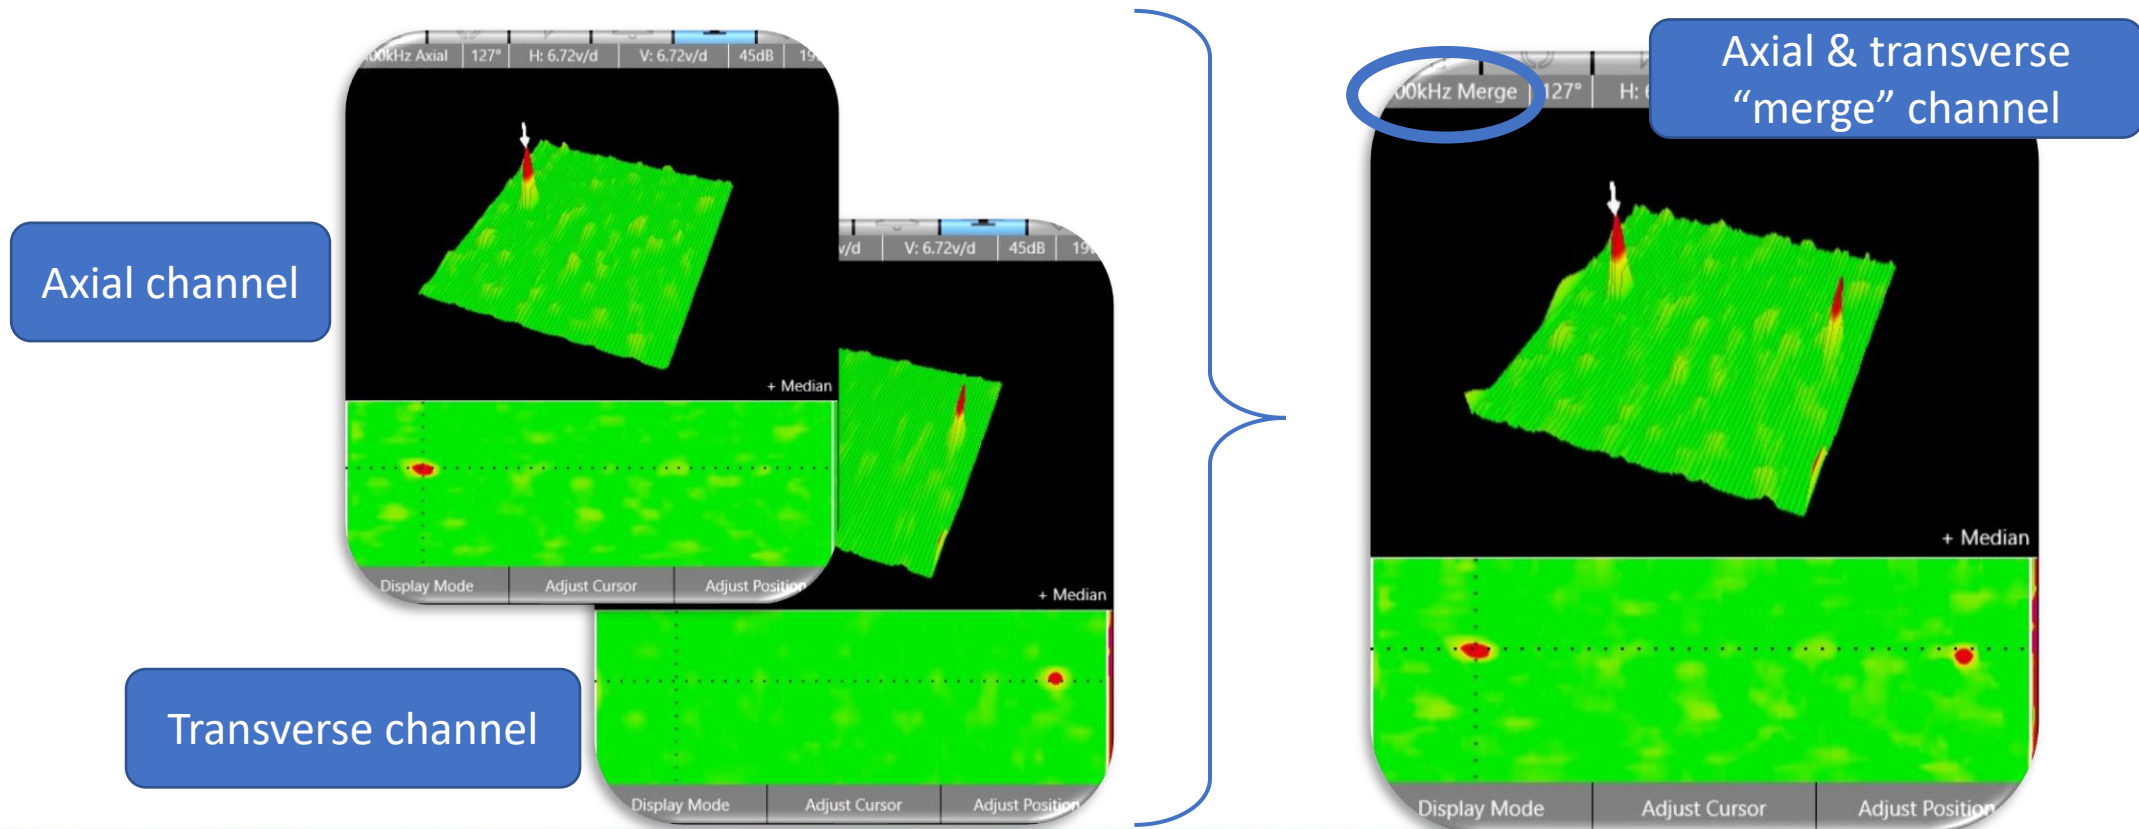 Axial channel
00kHz Axial 127° H: 6.72v/d V: 6.72v/d 45dB 19
+ Median
Display Mode Adjust Cursor Adjust Position
Transverse channel
v/d V: 6.72v/d 45dB 19
+ Median
Display Mode Adjust Cursor Adjust Position
Axial & transverse
“merge” channel
00kHz Merge 127° H:
+ Median
Display Mode Adjust Cursor Adjust Position